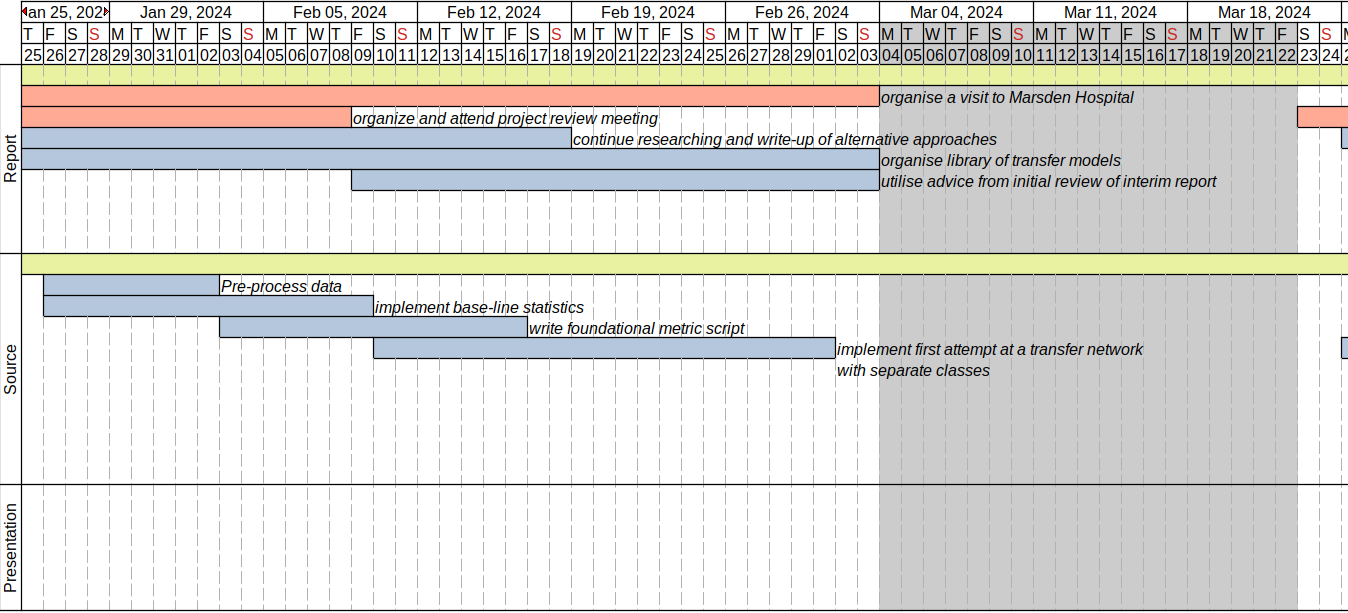 an 25, 202 Jan 29, 2024 Feb 05, 2024 Feb 12, 2024 Feb 19, 2024 Feb 26, 2024 Mar 04, 2024 Mar 11, 2024 Mar 18, 2024
T F S S M T W T F S S M T W T F S S M T W T F S S M T W T F S S M T W T F S S M T W T F S S M T W T F S S M T W T F S S M
25 26 27 28 29 30 31 01 02 03 04 05 06 07 08 09 10 11 12 13 14 15 16 17 18 19 20 21 22 23 24 25 26 27 28 29 01 02 03 04 05 06 07 08 09 10 11 12 13 14 15 16 17 18 19 20 21 22 23 24 2
Report
organise a visit to Marsden Hospital
organize and attend project review meeting
continue researching and write-up of alternative approaches
organise library of transfer models
utilise advice from initial review of interim report
Source
Pre-process data
implement base-line statistics
write foundational metric script
implement first attempt at a transfer network
with separate classes
Presentation